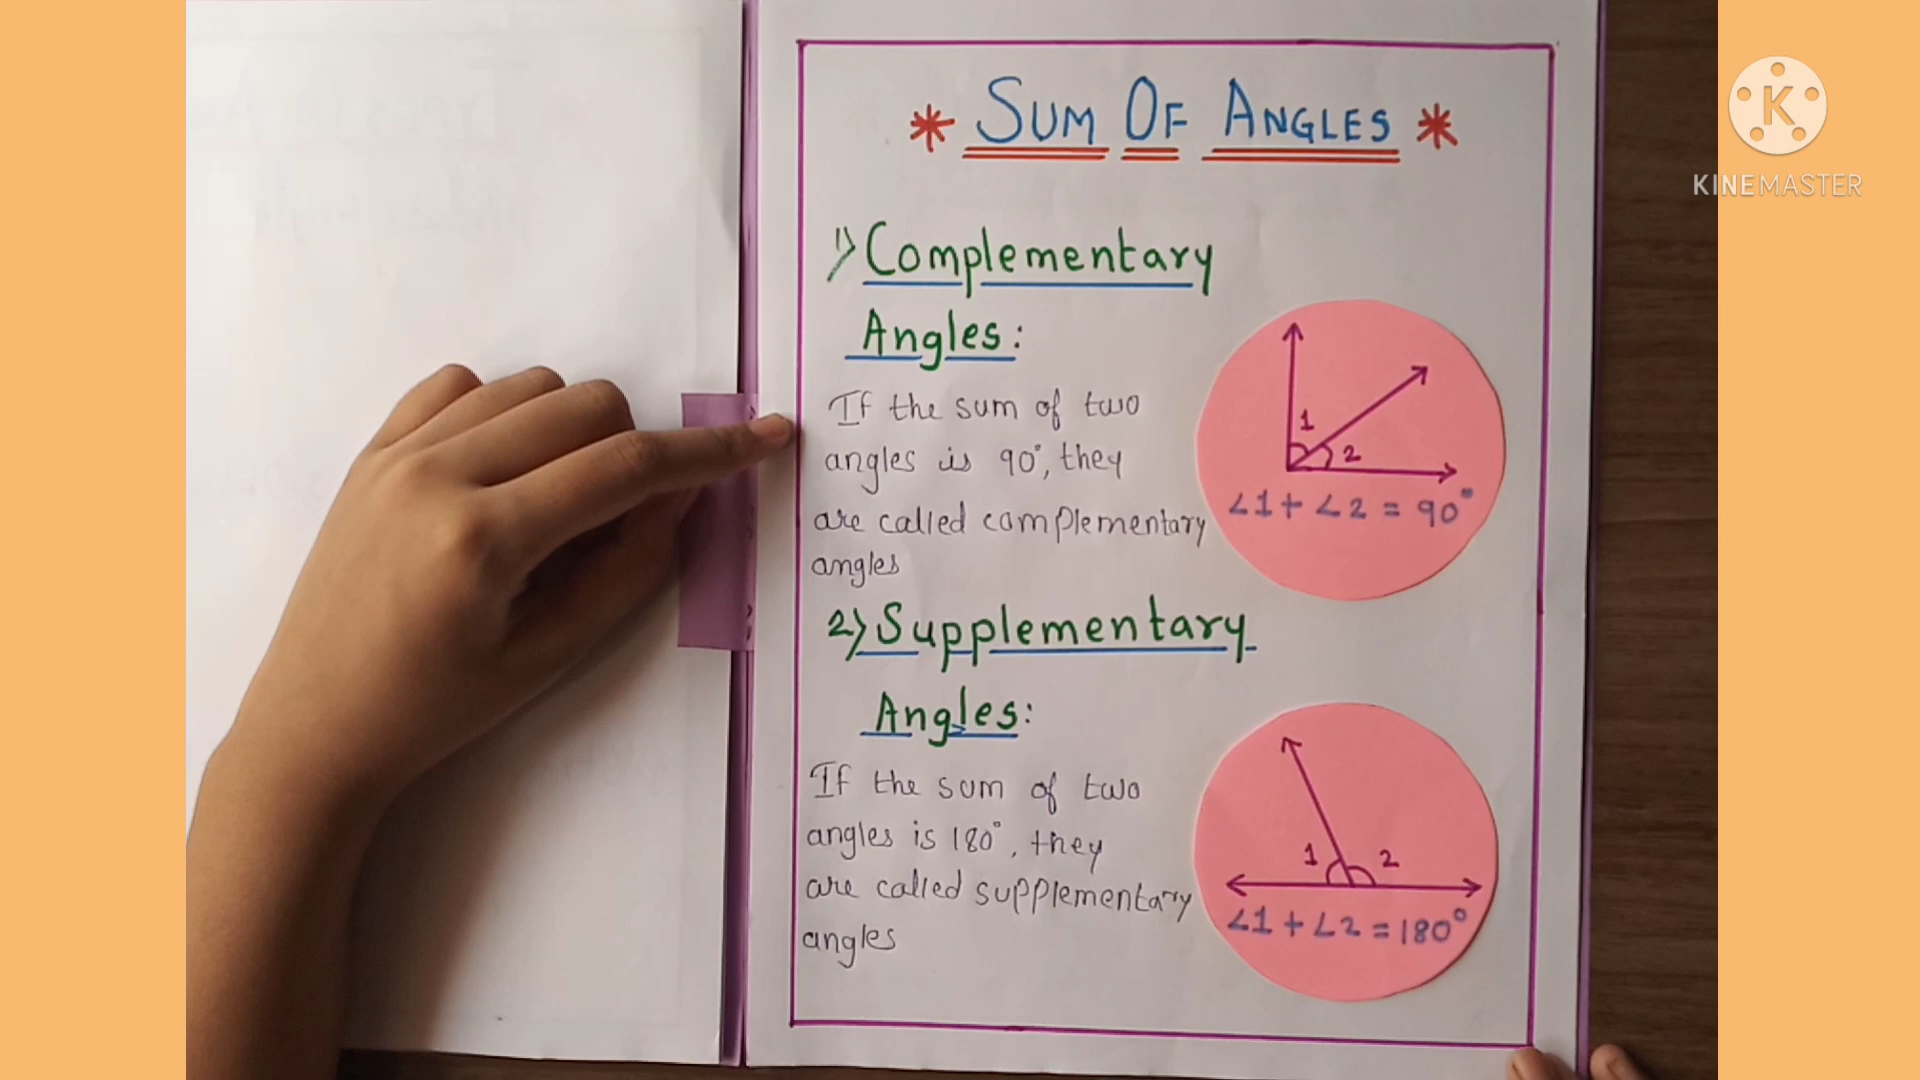 * SUM OF ANGLES *
1) Complementary
Angles:
If the sum of two
angles is 90°, they
are called complementary
angles
1
2
∠1 + ∠2 = 90°
2) Supplementary
Angles:
If the sum of two
angles is 180°, they
are called supplementary
angles
1 2
∠1 + ∠2 = 180°
K
KINEMASTER